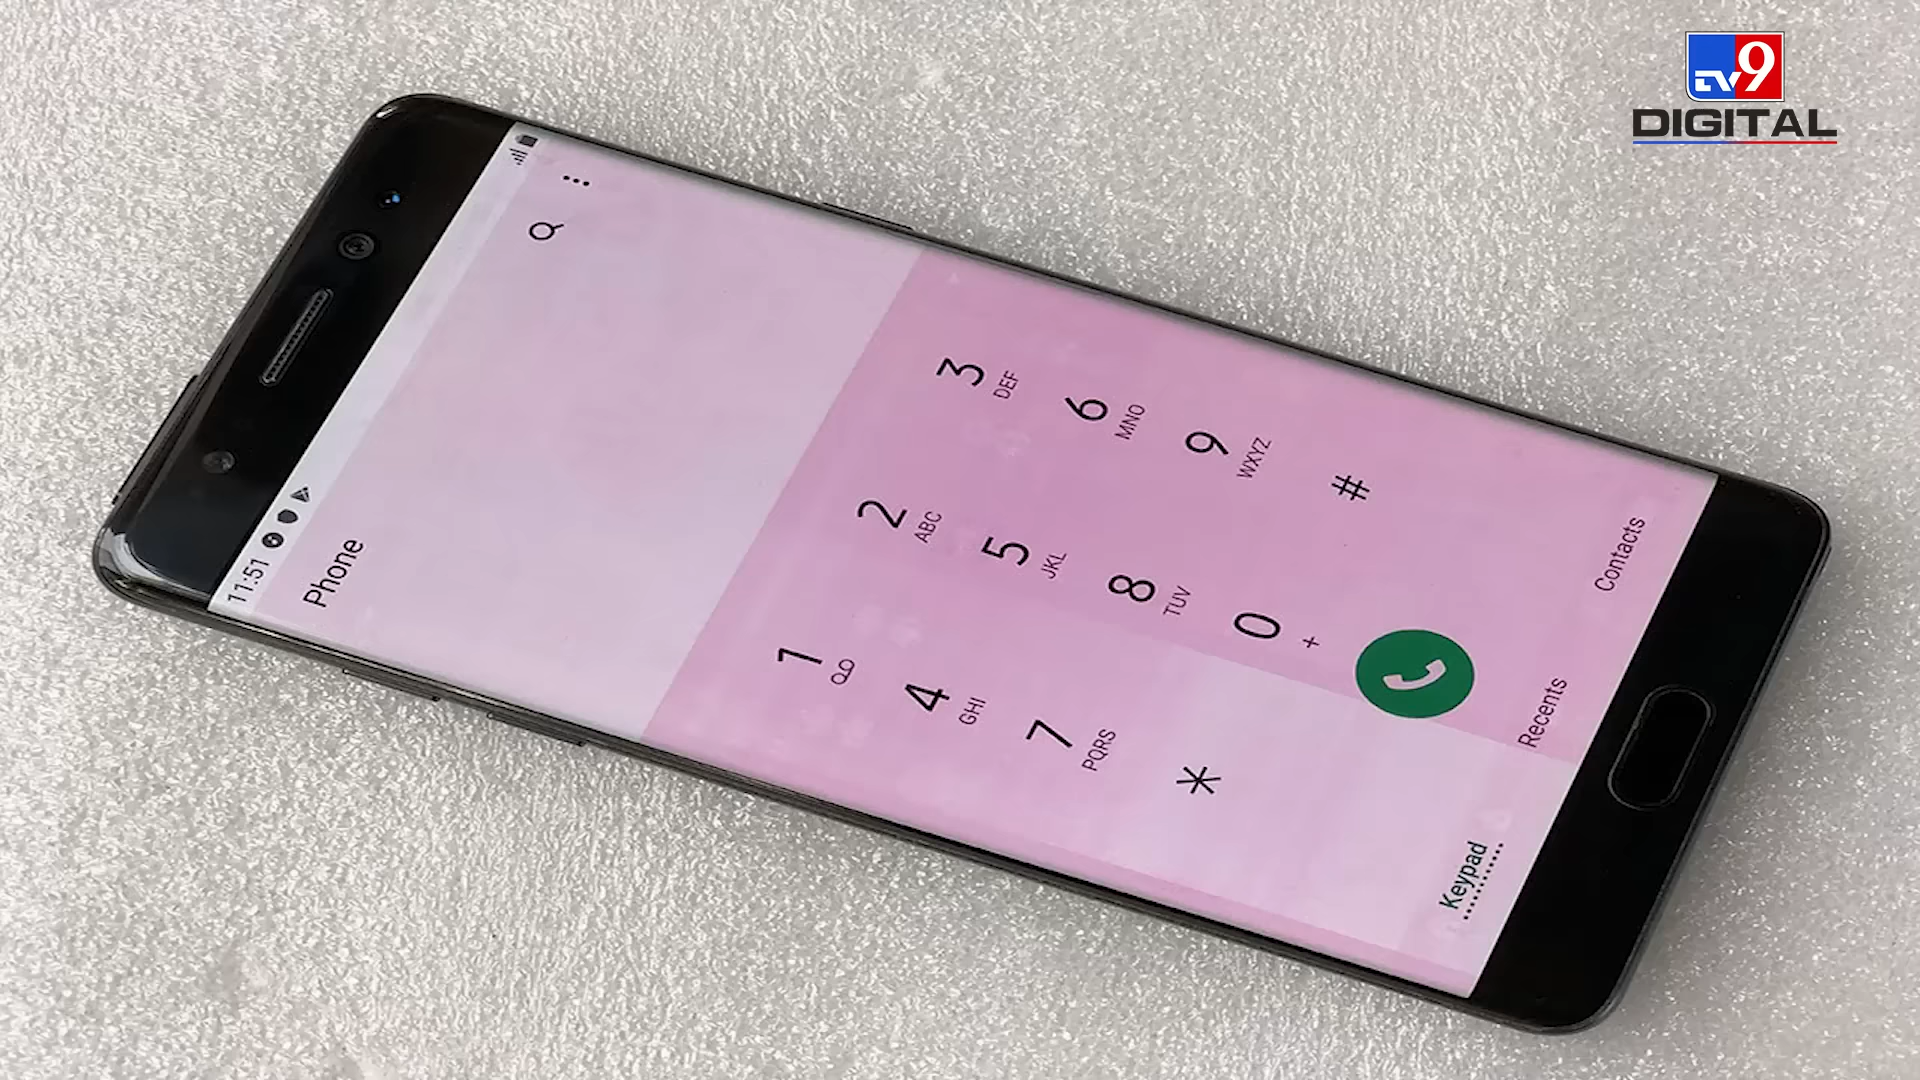 TV9
DIGITAL
11:51
Phone
1
2 ABC
3 DEF
4 GHI
5 JKL
6 MNO
7 PQRS
8 TUV
9 WXYZ
*
0 +
#
Keypad
Recents
Contacts